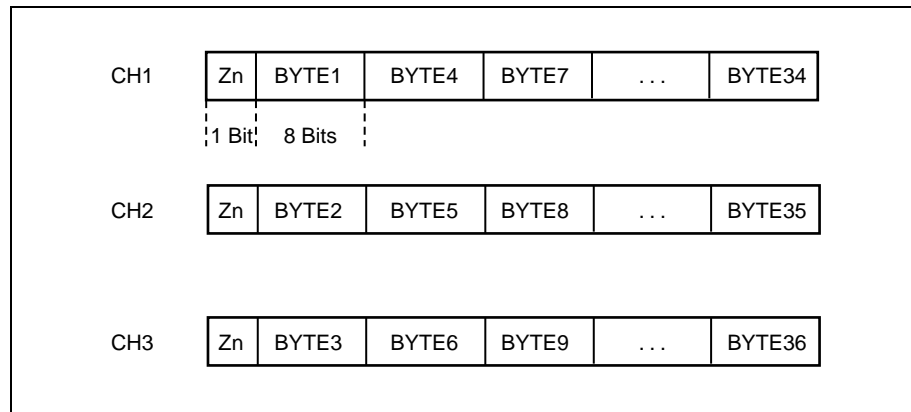 CH1 Zn BYTE1 BYTE4 BYTE7 . . . BYTE34
1 Bit 8 Bits
CH2 Zn BYTE2 BYTE5 BYTE8 . . . BYTE35
CH3 Zn BYTE3 BYTE6 BYTE9 . . . BYTE36